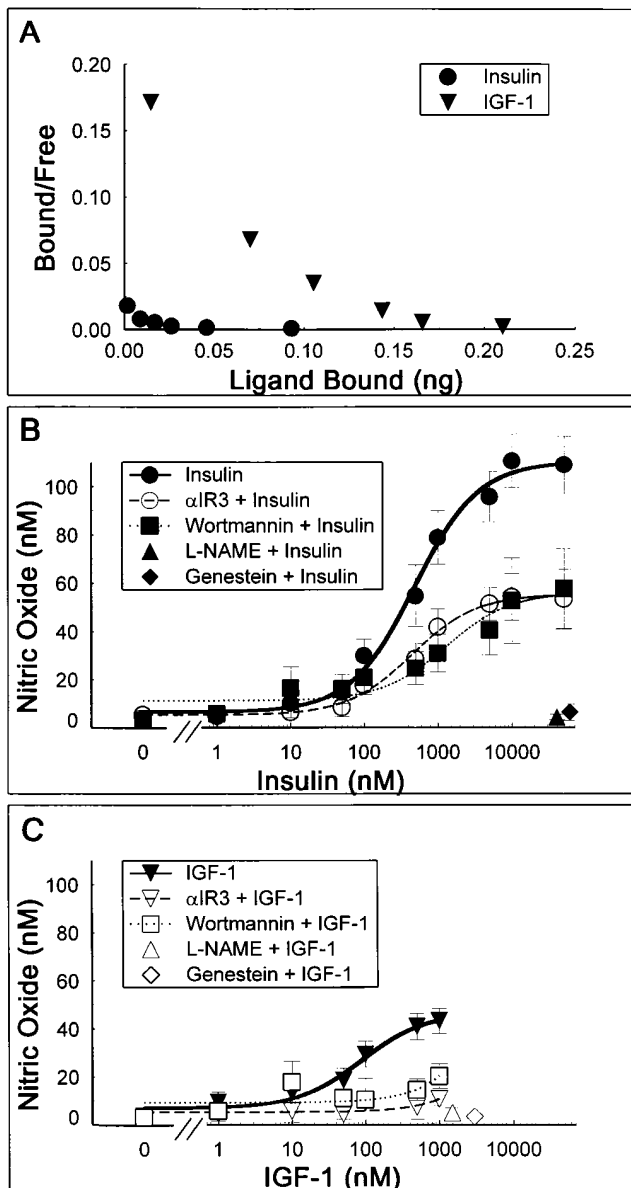 A
0.20
0.15
0.10
0.05
0.00
Bound/Free
Insulin
IGF-1
0.00 0.05 0.10 0.15 0.20 0.25
Ligand Bound (ng)
B
100
80
60
40
20
0
Nitric Oxide (nM)
Insulin
αIR3 + Insulin
Wortmannin + Insulin
L-NAME + Insulin
Genestein + Insulin
0 1 10 100 1000 10000
Insulin (nM)
C
100
80
60
40
20
0
Nitric Oxide (nM)
IGF-1
αIR3 + IGF-1
Wortmannin + IGF-1
L-NAME + IGF-1
Genestein + IGF-1
0 1 10 100 1000 10000
IGF-1 (nM)